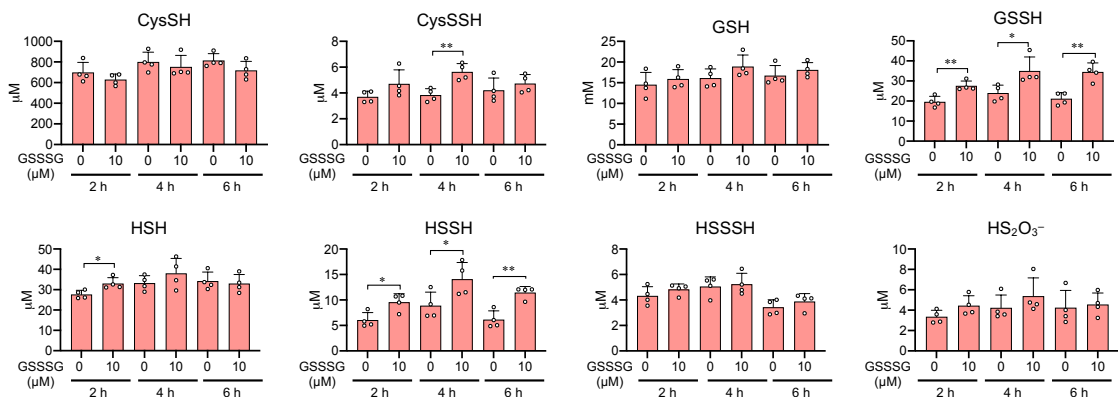 CysSH
CysSSH
GSH
GSSH
1000
800
600
400
200
0
μM
8
6
4
2
0
μM
**
25
20
15
10
5
0
mM
50
40
30
20
10
0
μM
** * **
GSSSG 0 10 0 10 0 10
(μM)
2 h 4 h 6 h
GSSSG 0 10 0 10 0 10
(μM)
2 h 4 h 6 h
GSSSG 0 10 0 10 0 10
(μM)
2 h 4 h 6 h
GSSSG 0 10 0 10 0 10
(μM)
2 h 4 h 6 h
HSH
HSSH
HSSSH
HS₂O₃⁻
50
40
30
20
10
0
μM
*
20
15
10
5
0
μM
* * **
8
6
4
2
0
μM
10
8
6
4
2
0
μM
GSSSG 0 10 0 10 0 10
(μM)
2 h 4 h 6 h
GSSSG 0 10 0 10 0 10
(μM)
2 h 4 h 6 h
GSSSG 0 10 0 10 0 10
(μM)
2 h 4 h 6 h
GSSSG 0 10 0 10 0 10
(μM)
2 h 4 h 6 h